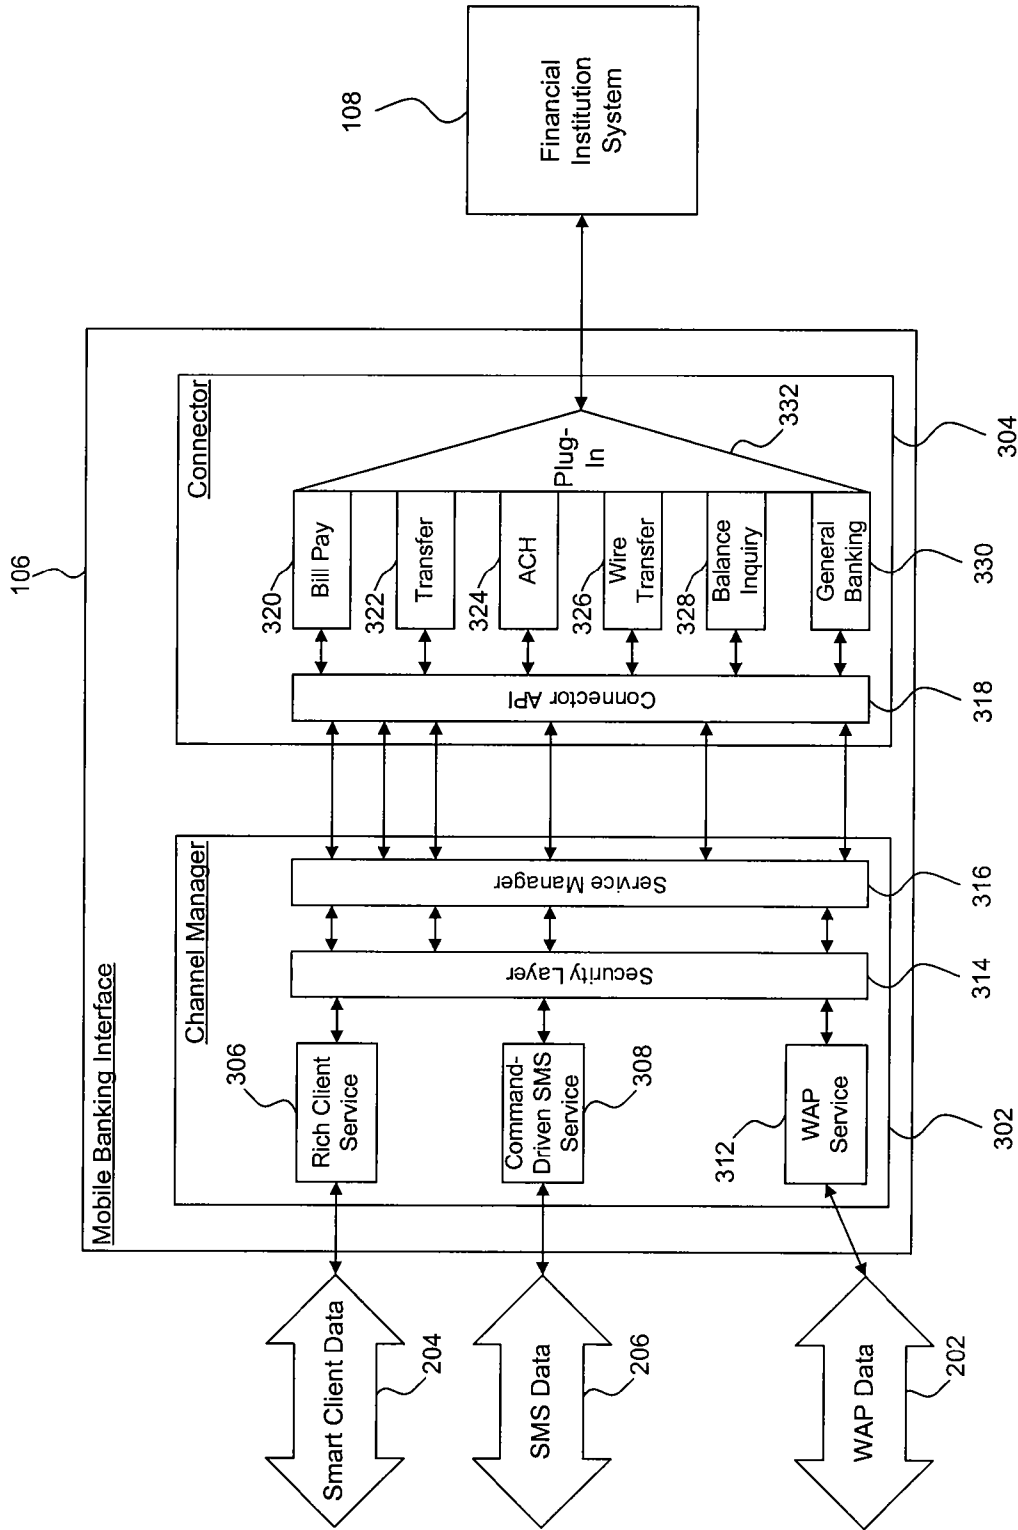 106
Mobile Banking Interface
Channel Manager
Connector
Smart Client Data
204
306
Rich Client
Service
SMS Data
206
Command-
Driven SMS
Service
308
WAP Data
202
312
WAP
Service
302
Security Layer
314
Service Manager
316
Connector API
318
320
Bill Pay
322
Transfer
324
ACH
326
Wire
Transfer
328
Balance
Inquiry
General
Banking
330
Plug-
In
332
304
108
Financial
Institution
System